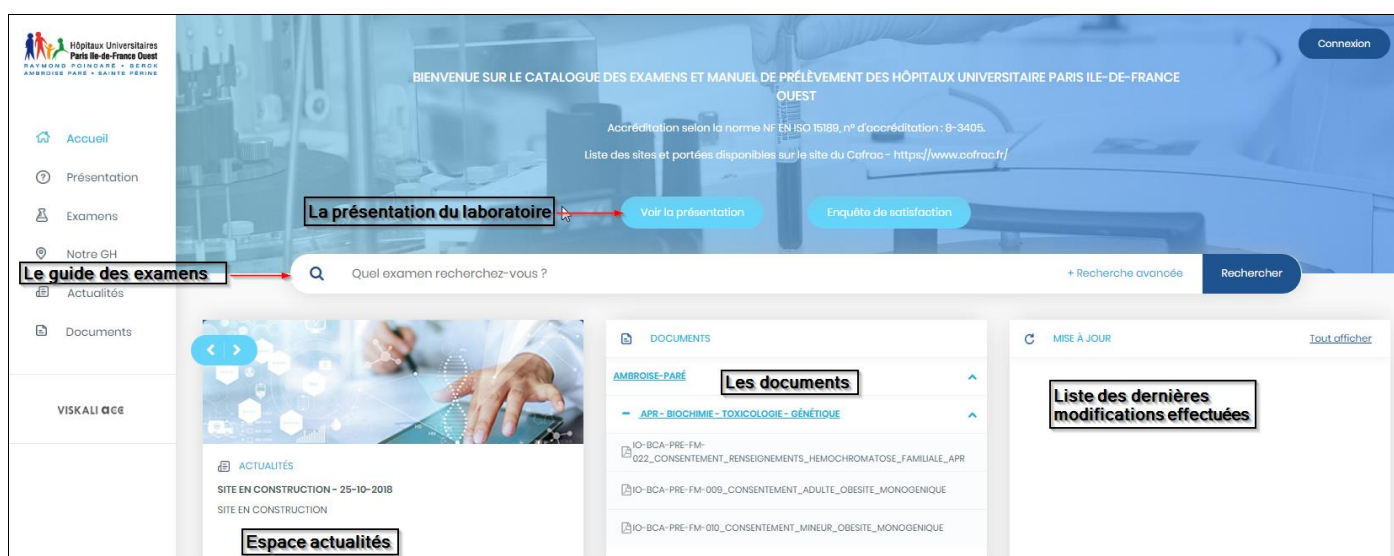 Hôpitaux Universitaires
Paris Ile-de-France Ouest
RAYMOND POINCARÉ • BERCK
AMBROISE PARÉ • SAINTE PÉRINE
Connexion
BIENVENUE SUR LE CATALOGUE DES EXAMENS ET MANUEL DE PRÉLÈVEMENT DES HÔPITAUX UNIVERSITAIRE PARIS ILE-DE-FRANCE
OUEST
Accréditation selon la norme NF EN ISO 15189, n° d'accréditation : 8-3405.
Liste des sites et portées disponibles sur le site du Cofrac - https://www.cofrac.fr/
Accueil
Présentation
Examens
Notre GH
Actualités
Documents
VISKALI acc
La présentation du laboratoire
Voir la présentation
Enquête de satisfaction
Le guide des examens
Quel examen recherchez-vous ?
+ Recherche avancée
Rechercher
ACTUALITÉS
SITE EN CONSTRUCTION - 25-10-2018
SITE EN CONSTRUCTION
Espace actualités
DOCUMENTS
AMBROISE-PARÉ
Les documents
APR - BIOCHIMIE - TOXICOLOGIE - GÉNÉTIQUE
IO-BCA-PRE-FM-
022_CONSENTEMENT_RENSEIGNEMENTS_HEMOCHROMATOSE_FAMILIALE_APR
IO-BCA-PRE-FM-009_CONSENTEMENT_ADULTE_OBESITE_MONOGENIQUE
IO-BCA-PRE-FM-010_CONSENTEMENT_MINEUR_OBESITE_MONOGENIQUE
MISE À JOUR
Tout afficher
Liste des dernières
modifications effectuées